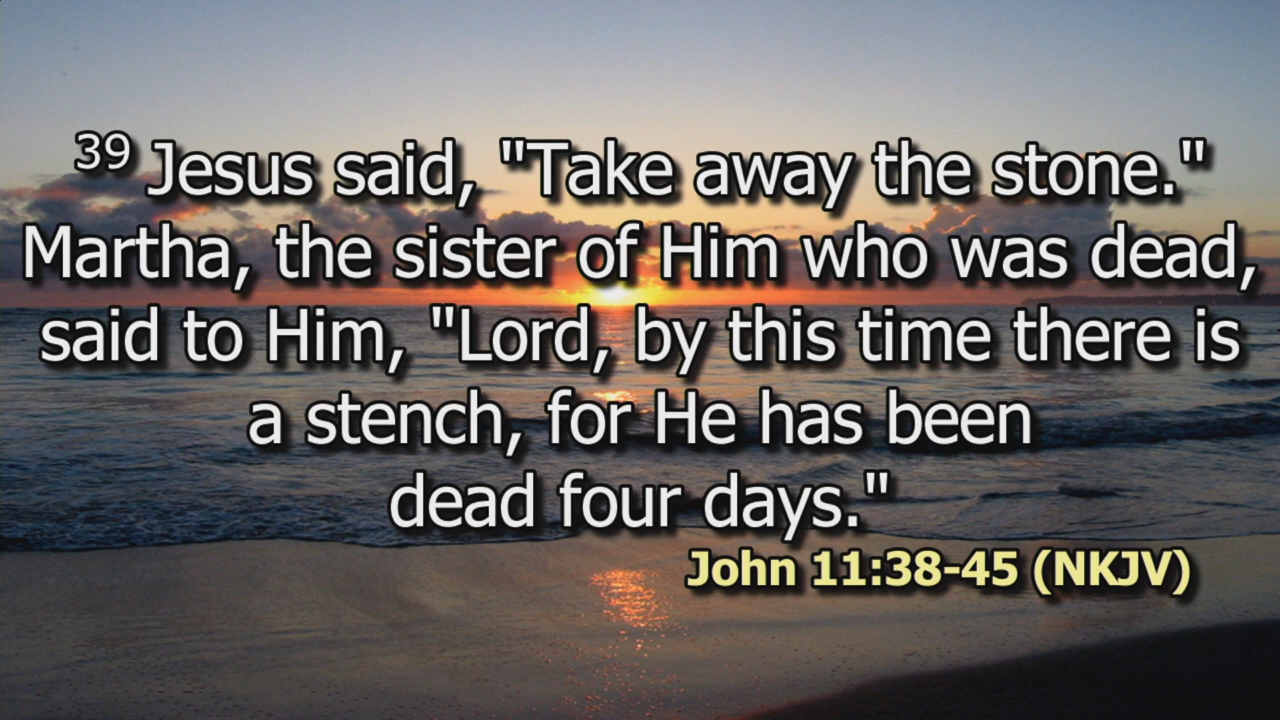 39 Jesus said, "Take away the stone."
Martha, the sister of Him who was dead,
said to Him, "Lord, by this time there is
a stench, for He has been
dead four days."
John 11:38-45 (NKJV)